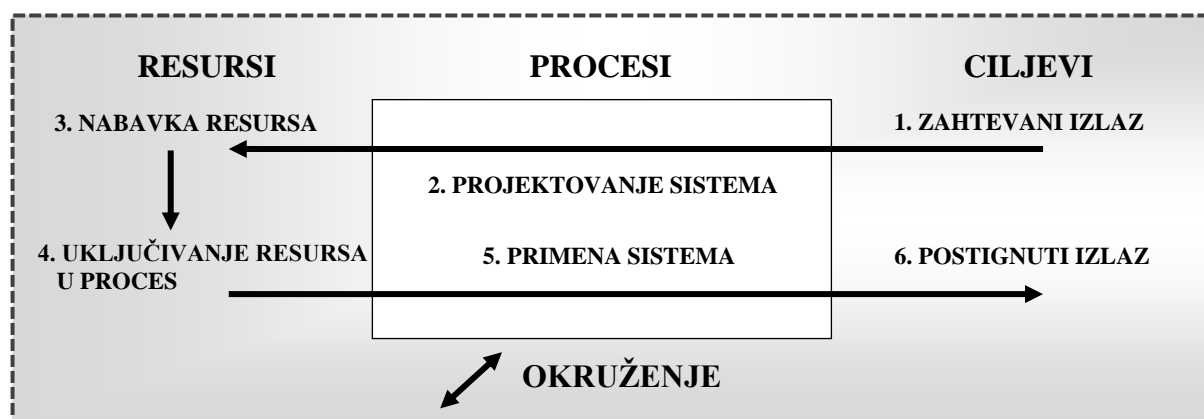 RESURSI
PROCESI
CILJEVI
3. NABAVKA RESURSA
1. ZAHTEVANI IZLAZ
2. PROJEKTOVANJE SISTEMA
4. UKLJUČIVANJE RESURSA
U PROCES
5. PRIMENA SISTEMA
6. POSTIGNUTI IZLAZ
OKRUŽENJE